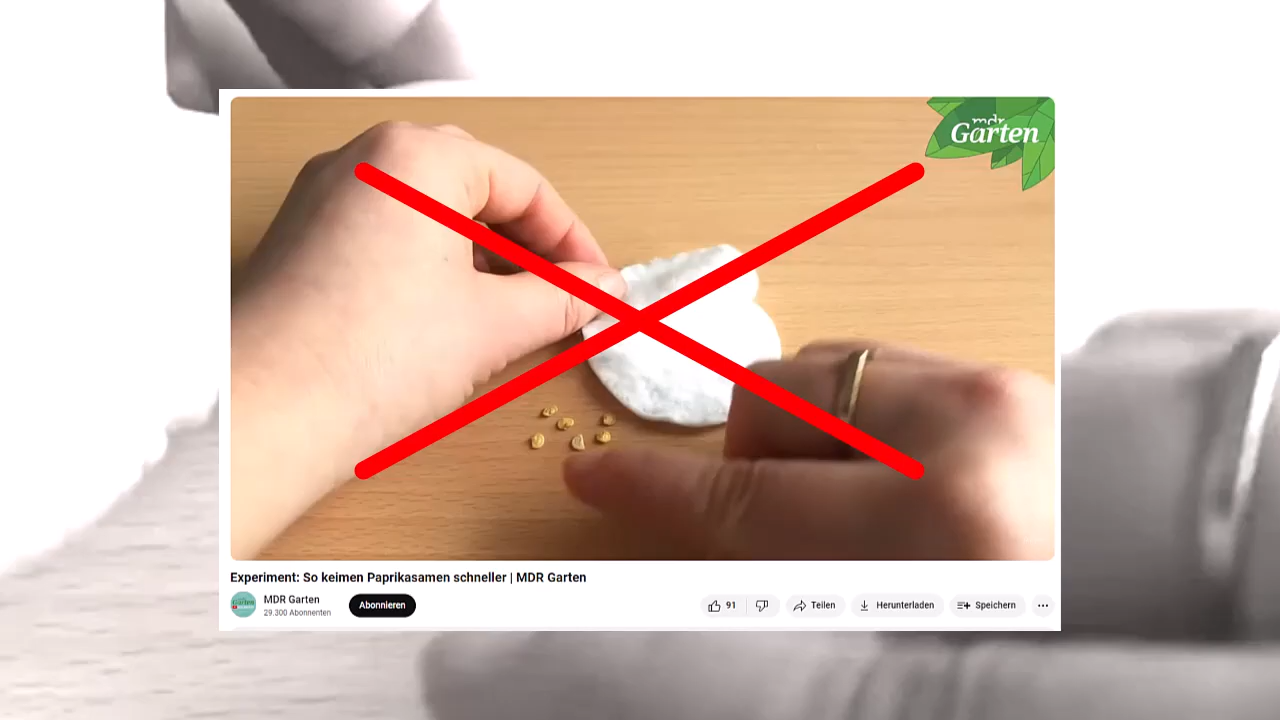 mdr
Garten
Experiment: So keimen Paprikasamen schneller | MDR Garten
MDR Garten
29.300 Abonnenten
Abonnieren
91
Teilen
Herunterladen
Speichern